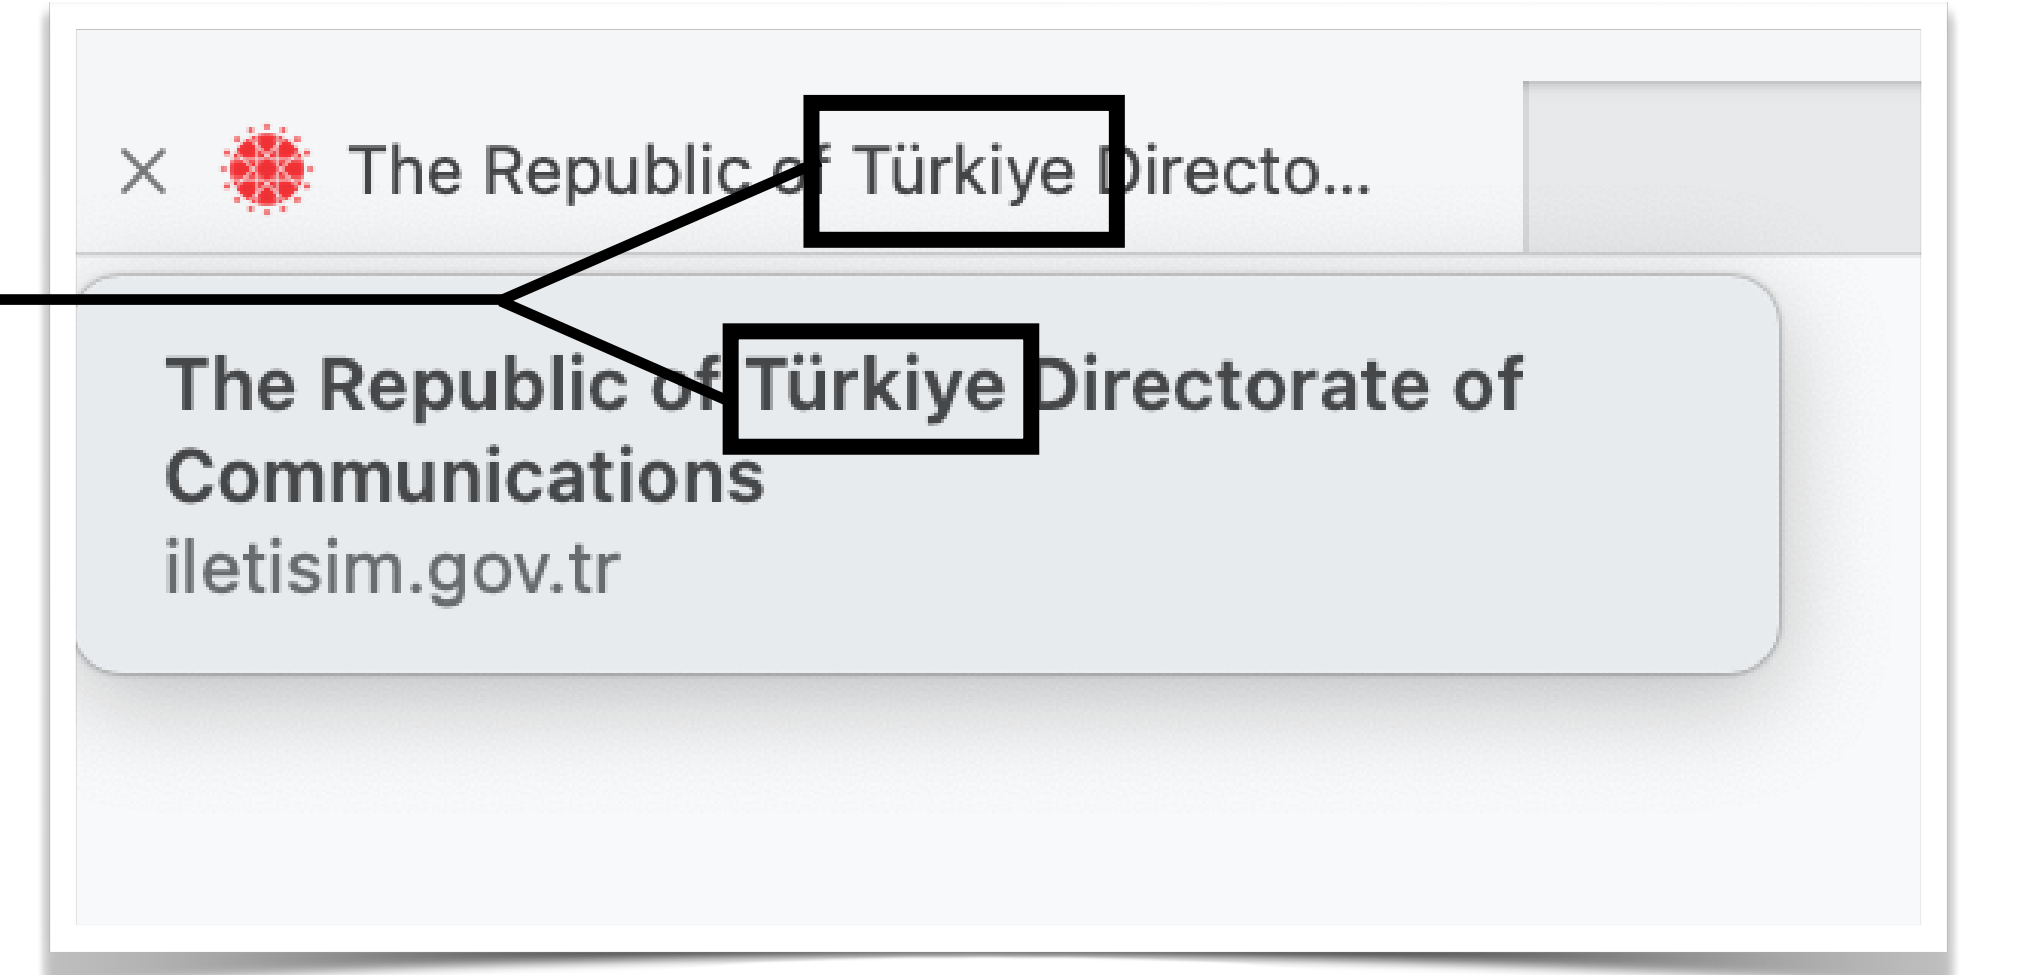 The Republic of Türkiye Directo...
The Republic of Türkiye Directorate of
Communications
iletisim.gov.tr